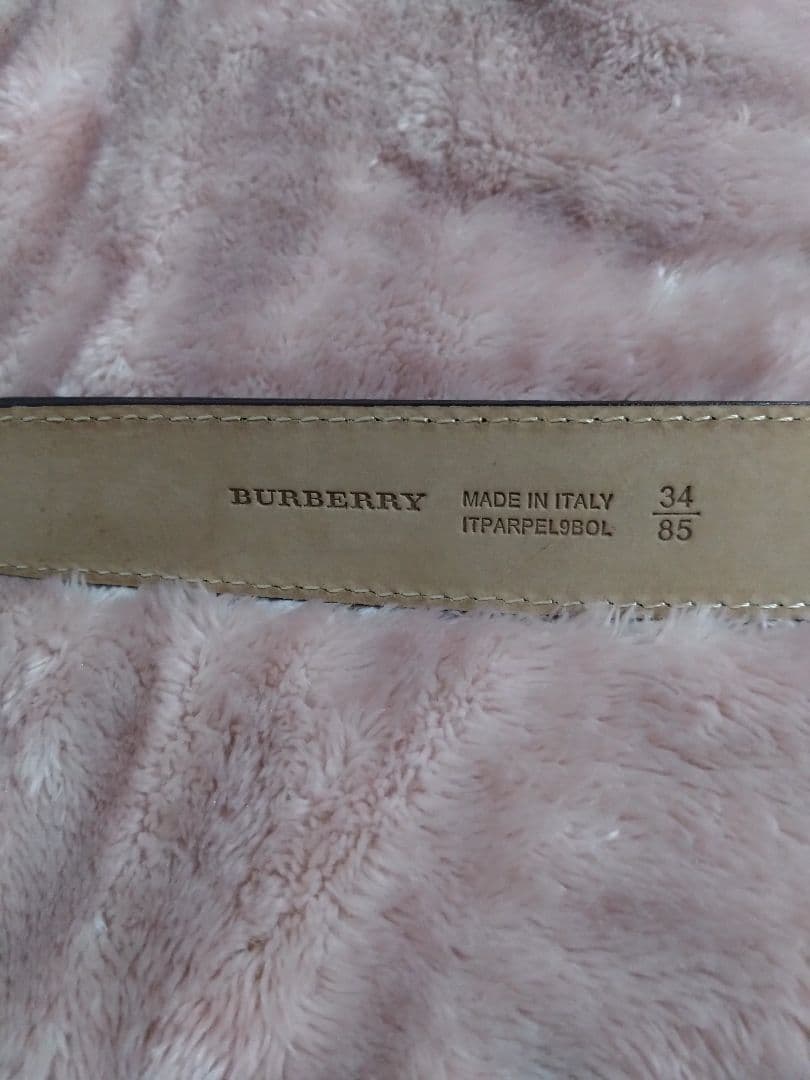 BURBERRY
MADE IN ITALY
ITPARPEL9BOL
34
85